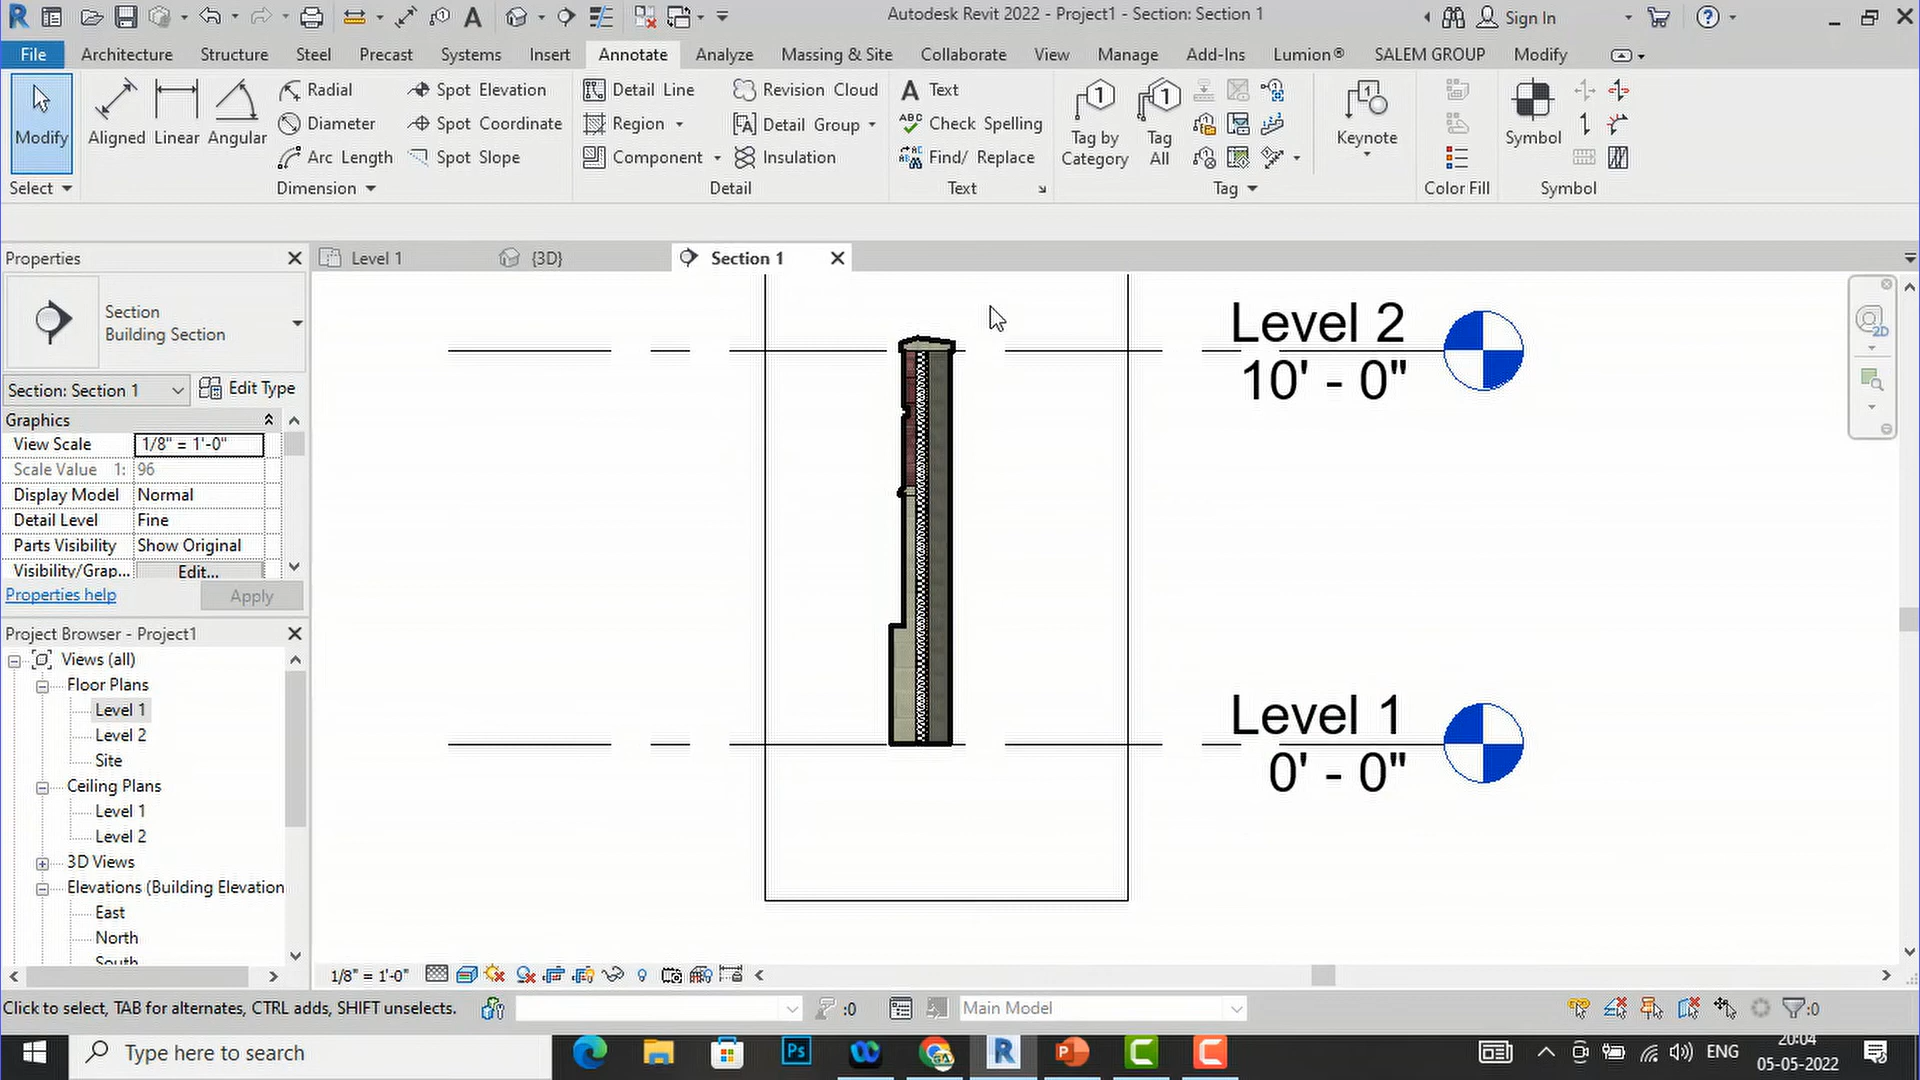 Autodesk Revit 2022 - Project1 - Section: Section 1
Sign In
File Architecture Structure Steel Precast Systems Insert Annotate Analyze Massing & Site Collaborate View Manage Add-Ins Lumion® SALEM GROUP Modify
Modify
Aligned Linear Angular
Radial
Diameter
Arc Length
Spot Elevation
Spot Coordinate
Spot Slope
Detail Line
Region
Component
Revision Cloud
Detail Group
Insulation
Text
Check Spelling
Find/ Replace
Tag by Category
Tag All
Keynote
Symbol
Select Dimension Detail Text Tag Color Fill Symbol
Properties
Level 1 {3D} Section 1
Section
Building Section
Section: Section 1 Edit Type
Graphics
View Scale 1/8" = 1'-0"
Scale Value 1: 96
Display Model Normal
Detail Level Fine
Parts Visibility Show Original
Visibility/Grap... Edit...
Properties help Apply
Project Browser - Project1
Views (all)
Floor Plans
Level 1
Level 2
Site
Ceiling Plans
Level 1
Level 2
3D Views
Elevations (Building Elevation
East
North
South
Level 2
10' - 0"
Level 1
0' - 0"
2D
1/8" = 1'-0"
Click to select, TAB for alternates, CTRL adds, SHIFT unselects. :0 Main Model :0
Type here to search
Ps
ENG
20:04
05-05-2022